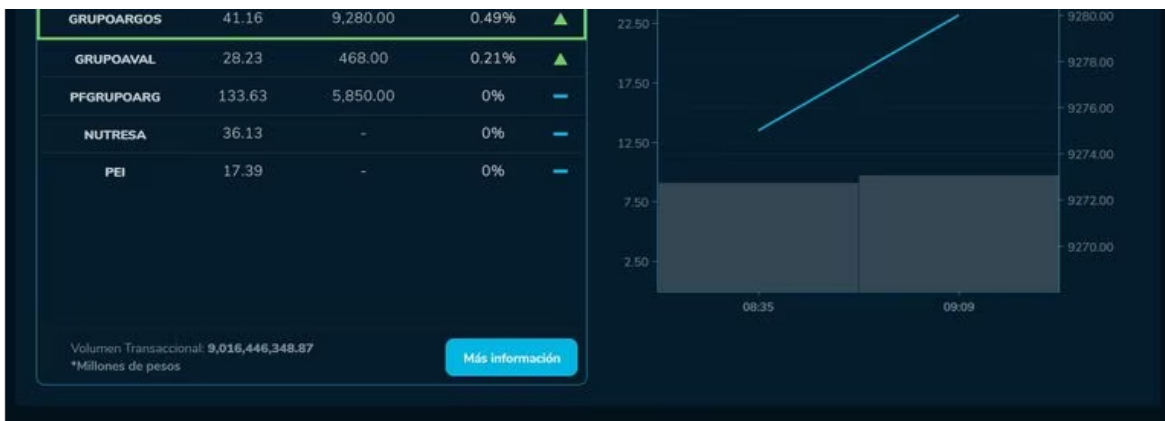 GRUPOARGOS 41.16 9,280.00 0.49%
GRUPOAVAL 28.23 468.00 0.21%
PFGRUPOARG 133.63 5,850.00 0%
NUTRESA 36.13 - 0%
PEI 17.39 - 0%
Volumen Transaccional: 9,016,446,348.87
*Millones de pesos
Más información
22.50
17.50
12.50
7.50
2.50
9280.00
9278.00
9276.00
9274.00
9272.00
9270.00
08:35 09:09